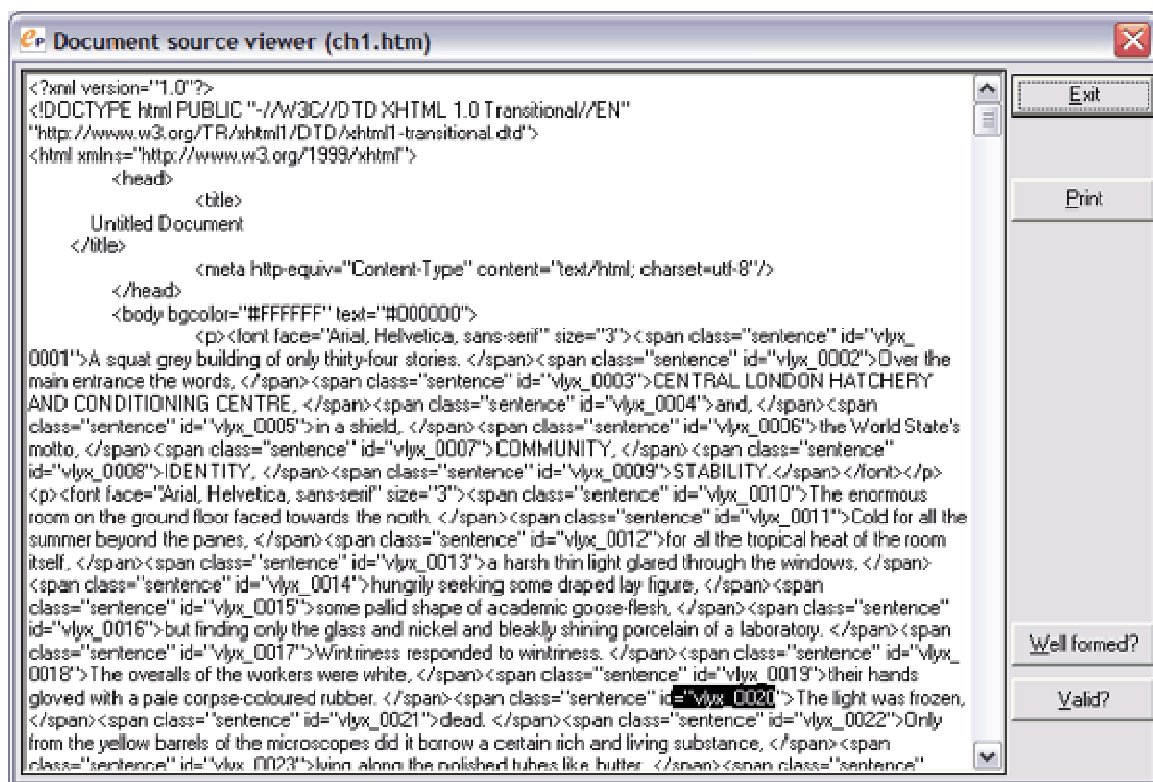 eP Document source viewer (ch1.htm)
<?xml version="1.0"?>
<!DOCTYPE html PUBLIC "-//W3C//DTD XHTML 1.0 Transitional//EN"
"http://www.w3.org/TR/xhtml1/DTD/xhtml1-transitional.dtd">
<html xmlns="http://www.w3.org/1999/xhtml">
<head>
<title>
Untitled Document
</title>
<meta http-equiv="Content-Type" content="text/html; charset=utf-8"/>
</head>
<body bgcolor="#FFFFFF" text="#000000">
<p><font face="Arial, Helvetica, sans-serif" size="3"><span class="sentence" id="vlyx_
0001">A squat grey building of only thirty-four stories. </span><span class="sentence" id="vlyx_0002">Over the
main entrance the words, </span><span class="sentence" id="vlyx_0003">CENTRAL LONDON HATCHERY
AND CONDITIONING CENTRE, </span><span class="sentence" id="vlyx_0004">and, </span><span
class="sentence" id="vlyx_0005">in a shield, </span><span class="sentence" id="vlyx_0006">the World State's
motto, </span><span class="sentence" id="vlyx_0007">COMMUNITY, </span><span class="sentence"
id="vlyx_0008">IDENTITY, </span><span class="sentence" id="vlyx_0009">STABILITY.</span></font></p>
<p><font face="Arial, Helvetica, sans-serif" size="3"><span class="sentence" id="vlyx_0010">The enormous
room on the ground floor faced towards the north. </span><span class="sentence" id="vlyx_0011">Cold for all the
summer beyond the panes, </span><span class="sentence" id="vlyx_0012">for all the tropical heat of the room
itself, </span><span class="sentence" id="vlyx_0013">a harsh thin light glared through the windows, </span>
<span class="sentence" id="vlyx_0014">hungrily seeking some draped lay figure, </span><span
class="sentence" id="vlyx_0015">some pallid shape of academic goose-flesh, </span><span class="sentence"
id="vlyx_0016">but finding only the glass and nickel and bleakly shining porcelain of a laboratory. </span><span
class="sentence" id="vlyx_0017">Wintriness responded to wintriness. </span><span class="sentence" id="vlyx_
0018">The overalls of the workers were white, </span><span class="sentence" id="vlyx_0019">their hands
gloved with a pale corpse-coloured rubber. </span><span class="sentence" id="vlyx_0020">The light was frozen,
</span><span class="sentence" id="vlyx_0021">dead. </span><span class="sentence" id="vlyx_0022">Only
from the yellow barrels of the microscopes did it borrow a certain rich and living substance, </span><span
class="sentence" id="vlyx_0023">lying along the polished tubes like butter, </span><span class="sentence"
Exit
Print
Well formed?
Valid?